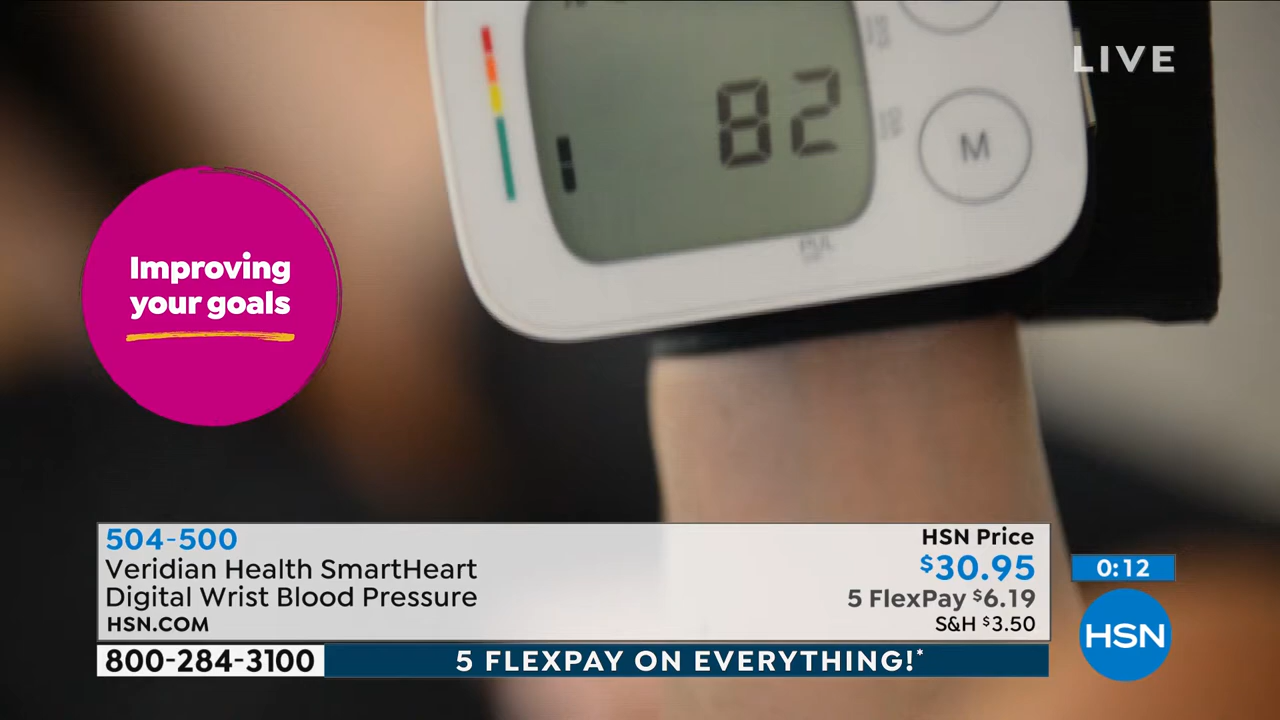 LIVE
82
M
Improving
your goals
504-500
Veridian Health SmartHeart
Digital Wrist Blood Pressure
HSN.COM
HSN Price
$30.95
5 FlexPay $6.19
S&H $3.50
0:12
HSN
800-284-3100
5 FLEXPAY ON EVERYTHING!*